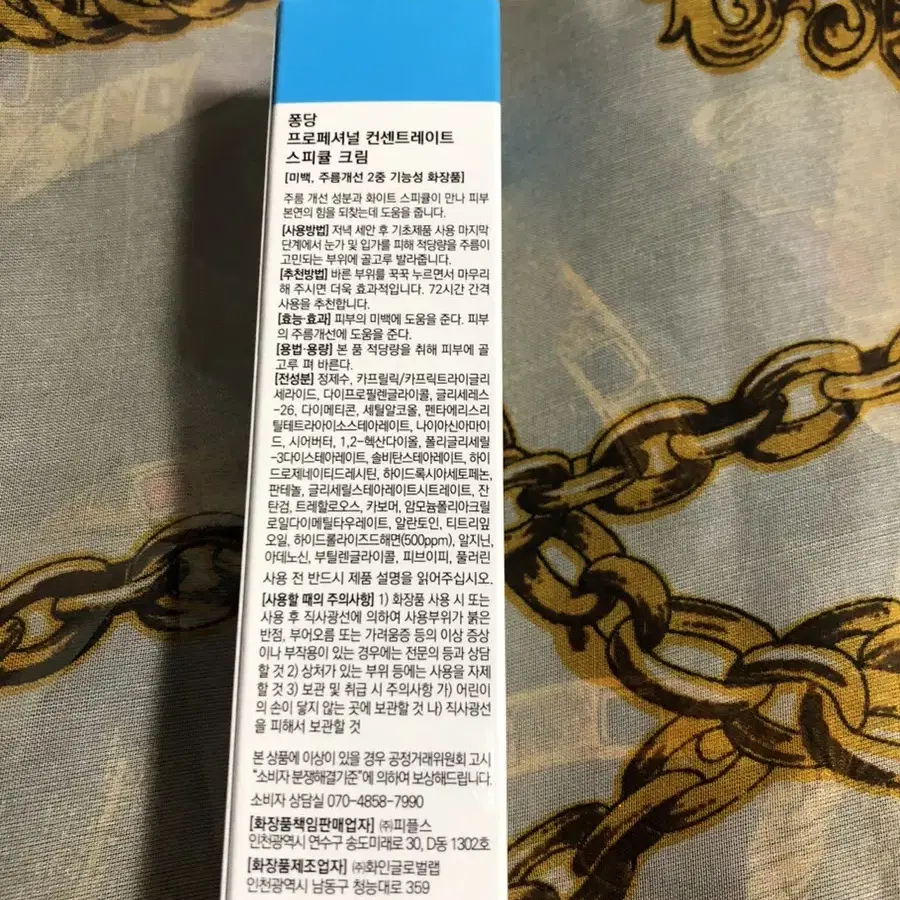 퐁당
프로페셔널 컨센트레이트
스피큘 크림
[미백, 주름개선 2중 기능성 화장품]
주름 개선 성분과 화이트 스피큘이 만나 피부
본연의 힘을 되찾는데 도움을 줍니다.
[사용방법] 저녁 세안 후 기초제품 사용 마지막
단계에서 눈가 및 입가를 피해 적당량을 주름이
고민되는 부위에 골고루 발라줍니다.
[추천방법] 바른 부위를 꾹꾹 누르면서 마무리
해 주시면 더욱 효과적입니다. 72시간 간격
사용을 추천합니다.
[효능·효과] 피부의 미백에 도움을 준다. 피부
의 주름개선에 도움을 준다.
[용법·용량] 본 품 적당량을 취해 피부에 골
고루 펴 바른다.
[전성분] 정제수, 카프릴릭/카프릭트라이글리
세라이드, 다이프로필렌글라이콜, 글리세레스
-26, 다이메티콘, 세틸알코올, 펜타에리스리
틸테트라아이소스테아레이트, 나이아신아마이
드, 시어버터, 1,2-헥산다이올, 폴리글리세릴
-3다이스테아레이트, 솔비탄스테아레이트, 하이
드로제네이티드레시틴, 하이드록시아세토페논,
판테놀, 글리세릴스테아레이트시트레이트, 잔
탄검, 트레할로오스, 카보머, 암모늄폴리아크릴
로일다이메틸타우레이트, 알란토인, 티트리잎
오일, 하이드롤라이즈드해면(500ppm), 알지닌,
아데노신, 부틸렌글라이콜, 피브이피, 풀러린
사용 전 반드시 제품 설명을 읽어주십시오.
[사용할 때의 주의사항] 1) 화장품 사용 시 또는
사용 후 직사광선에 의하여 사용부위가 붉은
반점, 부어오름 또는 가려움증 등의 이상 증상
이나 부작용이 있는 경우에는 전문의 등과 상담
할 것 2) 상처가 있는 부위 등에는 사용을 자제
할 것 3) 보관 및 취급 시 주의사항 가) 어린이
의 손이 닿지 않는 곳에 보관할 것 나) 직사광선
을 피해서 보관할 것
본 상품에 이상이 있을 경우 공정거래위원회 고시
"소비자 분쟁해결기준"에 의하여 보상해드립니다.
소비자 상담실 070-4858-7990
[화장품책임판매업자] ㈜피플스
인천광역시 연수구 송도미래로 30, D동 1302호
[화장품제조업자] ㈜화인글로벌랩
인천광역시 남동구 청능대로 359